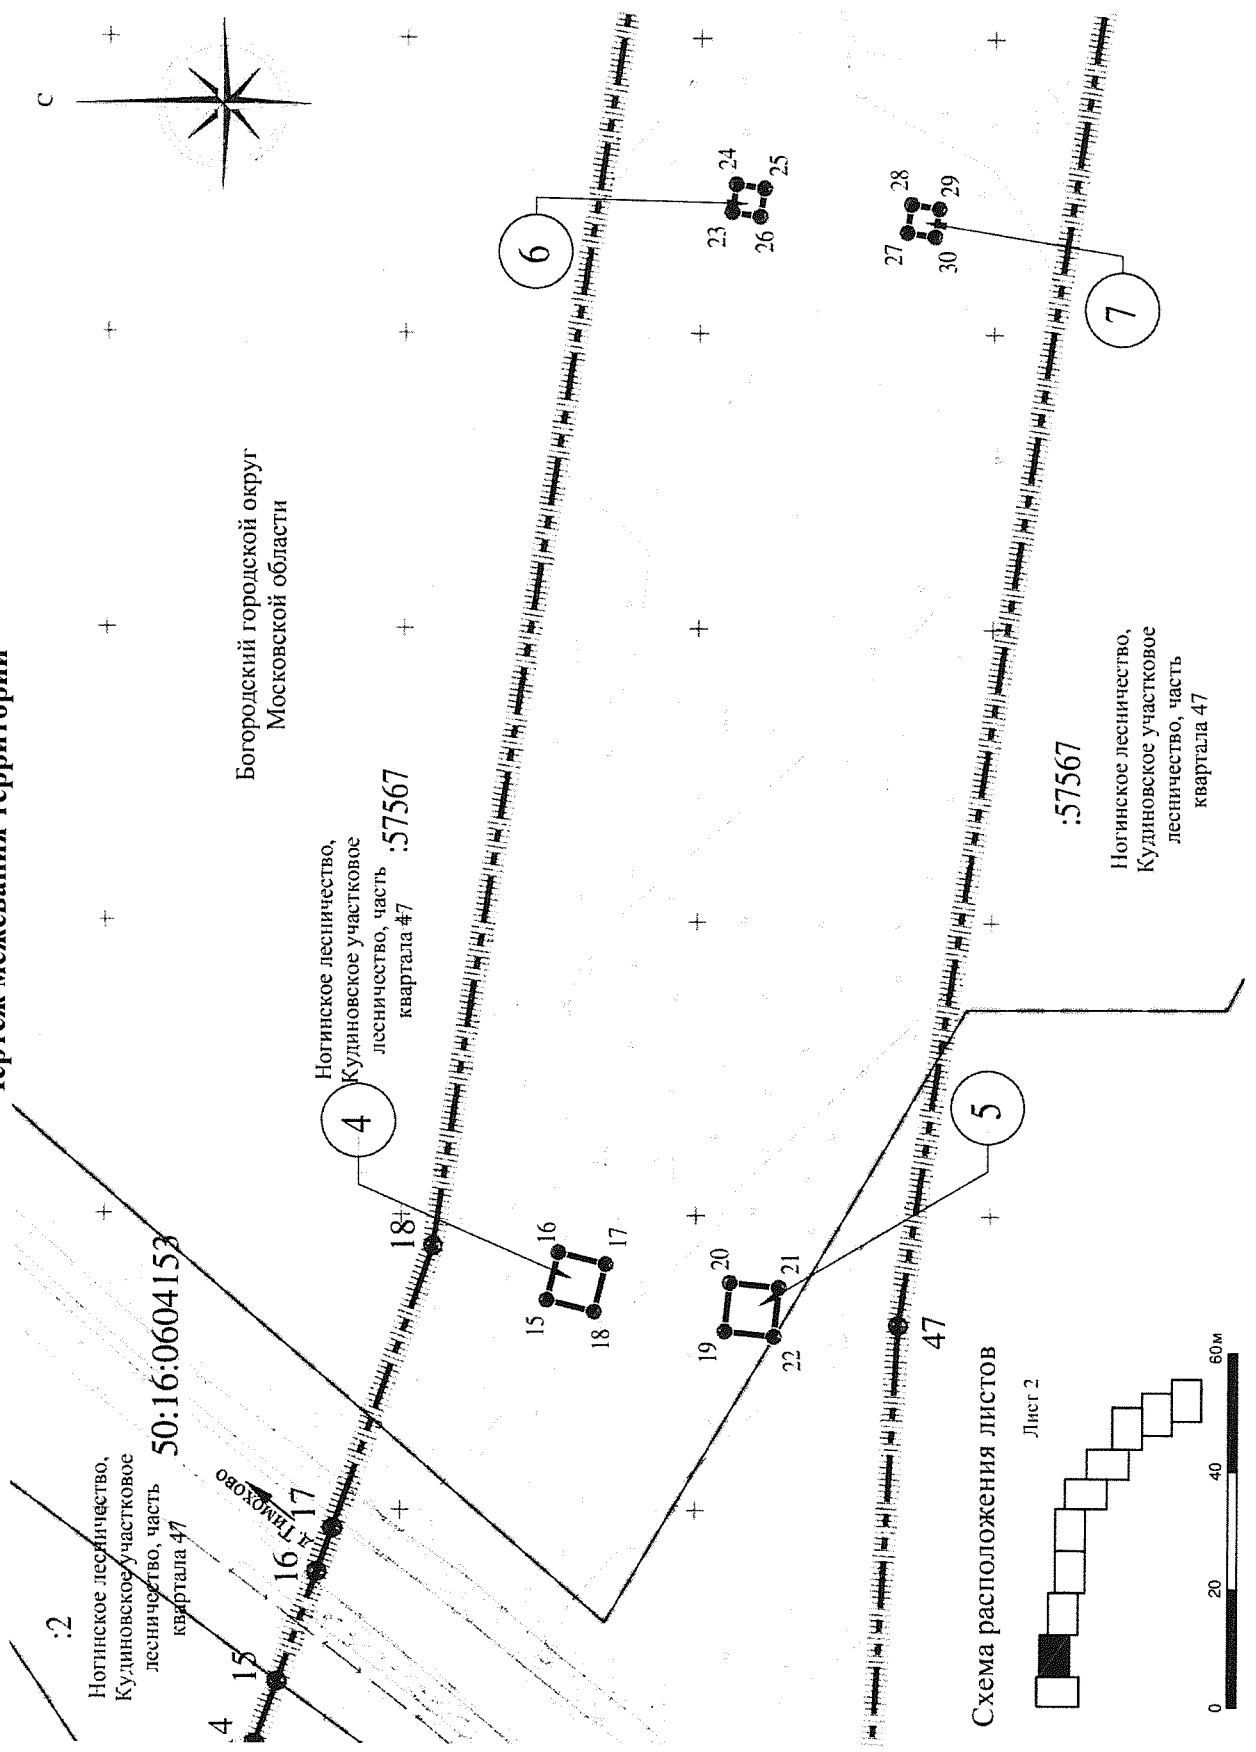 Чертеж межевания территории
С
Богородский городской округ
Московской области
:2
Ногинское лесничество,
Кудиновское участковое
лесничество, часть
квартала 47
50:16:0604153
д. Тимохово
4
15
16
17
18
Ногинское лесничество,
Кудиновское участковое
лесничество, часть
квартала 47
:57567
4
15
16
17
18
6
23
24
25
26
19
20
21
22
5
27
28
29
30
7
47
:57567
Ногинское лесничество,
Кудиновское участковое
лесничество, часть
квартала 47
Схема расположения листов
Лист 2
0
20
40
60м